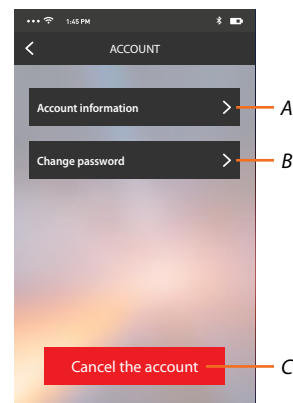 1:45 PM
ACCOUNT
Account information
A
Change password
B
Cancel the account
C